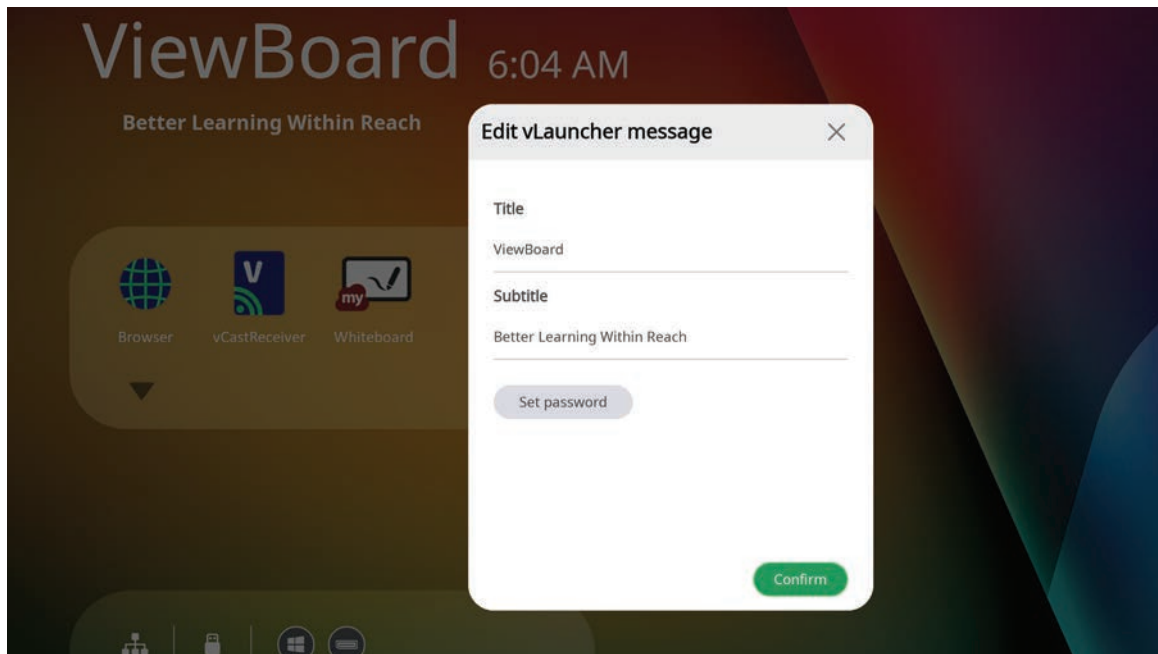 ViewBoard 6:04 AM
Better Learning Within Reach
Edit vLauncher message
Title
ViewBoard
Subtitle
Better Learning Within Reach
Set password
Confirm
V
my
Browser
vCastReceiver
Whiteboard